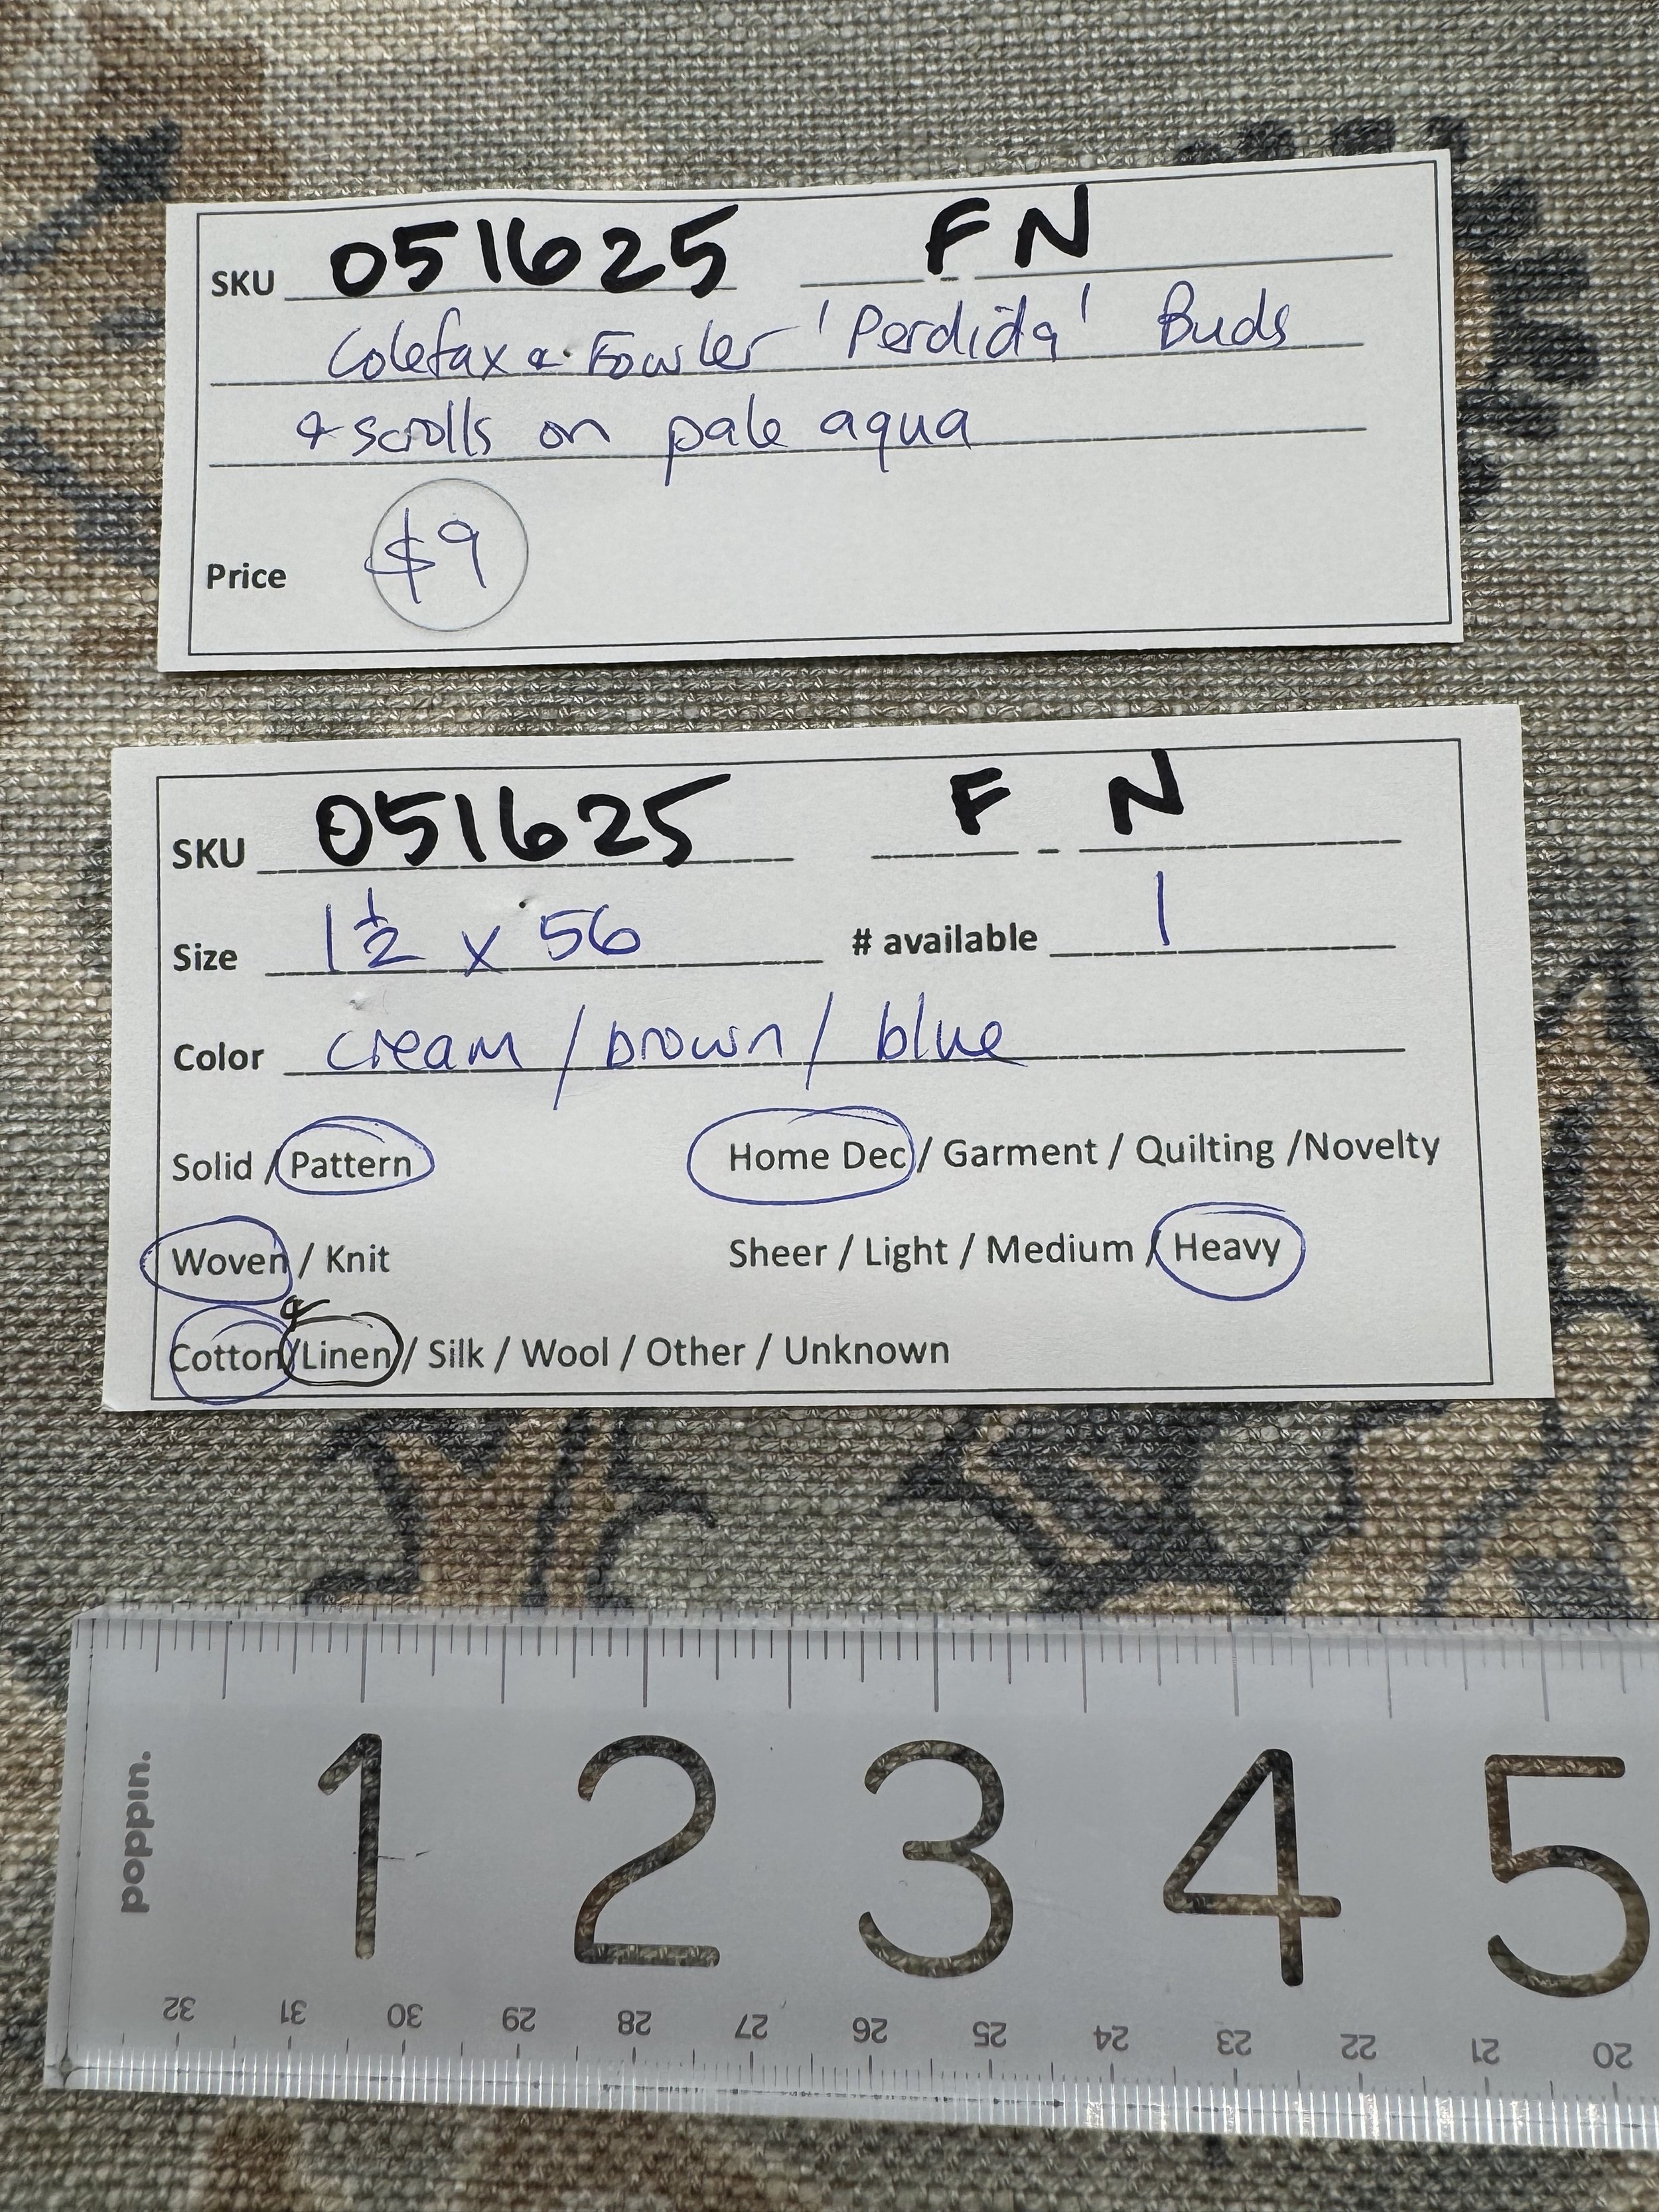 SKU 051625 F - N
Colefax & Fowler 'Perdida' Buds
& scrolls on pale aqua
Price $9
SKU 051625 F - N
Size 1 1/2 x 56 # available 1
Color cream / brown / blue
Solid / Pattern Home Dec / Garment / Quilting /Novelty
Woven / Knit Sheer / Light / Medium / Heavy
&
Cotton/Linen / Silk / Wool / Other / Unknown
poppin.
1 2 3 4 5
32 31 30 29 28 27 26 25 24 23 22 21 20